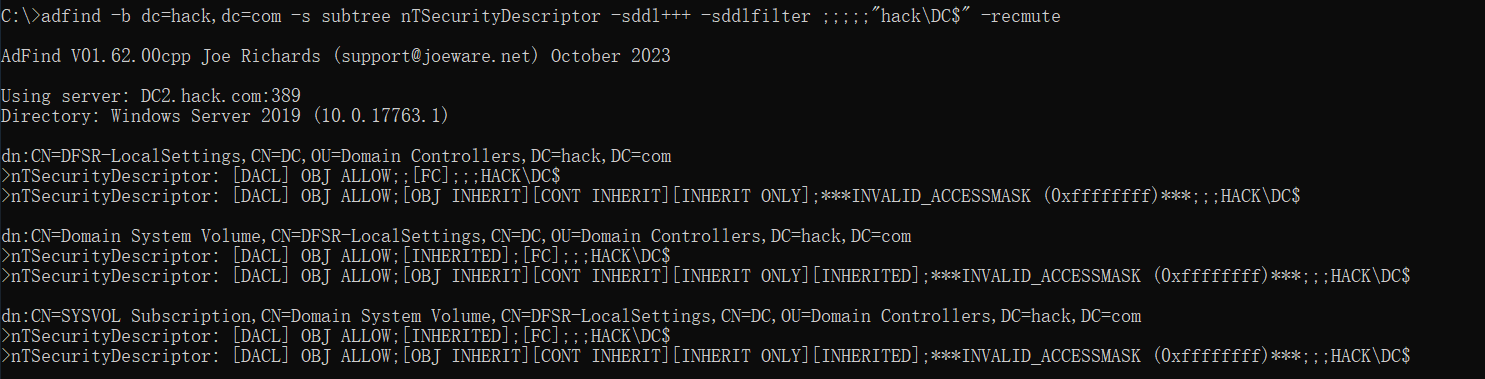 C:\>adfind -b dc=hack,dc=com -s subtree nTSecurityDescriptor -sddl+++ -sddlfilter ;;;;;"hack\DC$" -recmute
AdFind V01.62.00cpp Joe Richards (support@joeware.net) October 2023
Using server: DC2.hack.com:389
Directory: Windows Server 2019 (10.0.17763.1)
dn:CN=DFSR-LocalSettings,CN=DC,OU=Domain Controllers,DC=hack,DC=com
>nTSecurityDescriptor: [DACL] OBJ ALLOW;;[FC];;;HACK\DC$
>nTSecurityDescriptor: [DACL] OBJ ALLOW;[OBJ INHERIT][CONT INHERIT][INHERIT ONLY];***INVALID_ACCESSMASK (0xffffffff)***;;;HACK\DC$
dn:CN=Domain System Volume,CN=DFSR-LocalSettings,CN=DC,OU=Domain Controllers,DC=hack,DC=com
>nTSecurityDescriptor: [DACL] OBJ ALLOW;[INHERITED];[FC];;;HACK\DC$
>nTSecurityDescriptor: [DACL] OBJ ALLOW;[OBJ INHERIT][CONT INHERIT][INHERIT ONLY][INHERITED];***INVALID_ACCESSMASK (0xffffffff)***;;;HACK\DC$
dn:CN=SYSVOL Subscription,CN=Domain System Volume,CN=DFSR-LocalSettings,CN=DC,OU=Domain Controllers,DC=hack,DC=com
>nTSecurityDescriptor: [DACL] OBJ ALLOW;[INHERITED];[FC];;;HACK\DC$
>nTSecurityDescriptor: [DACL] OBJ ALLOW;[OBJ INHERIT][CONT INHERIT][INHERIT ONLY][INHERITED];***INVALID_ACCESSMASK (0xffffffff)***;;;HACK\DC$